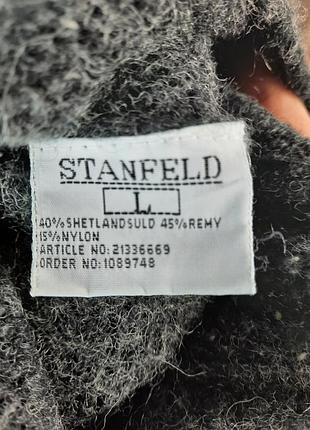 STANFELD
L
40%SHETLANDSULD 45%REMY
15%NYLON
ARTICLE NO:21336669
ORDER NO:1089748